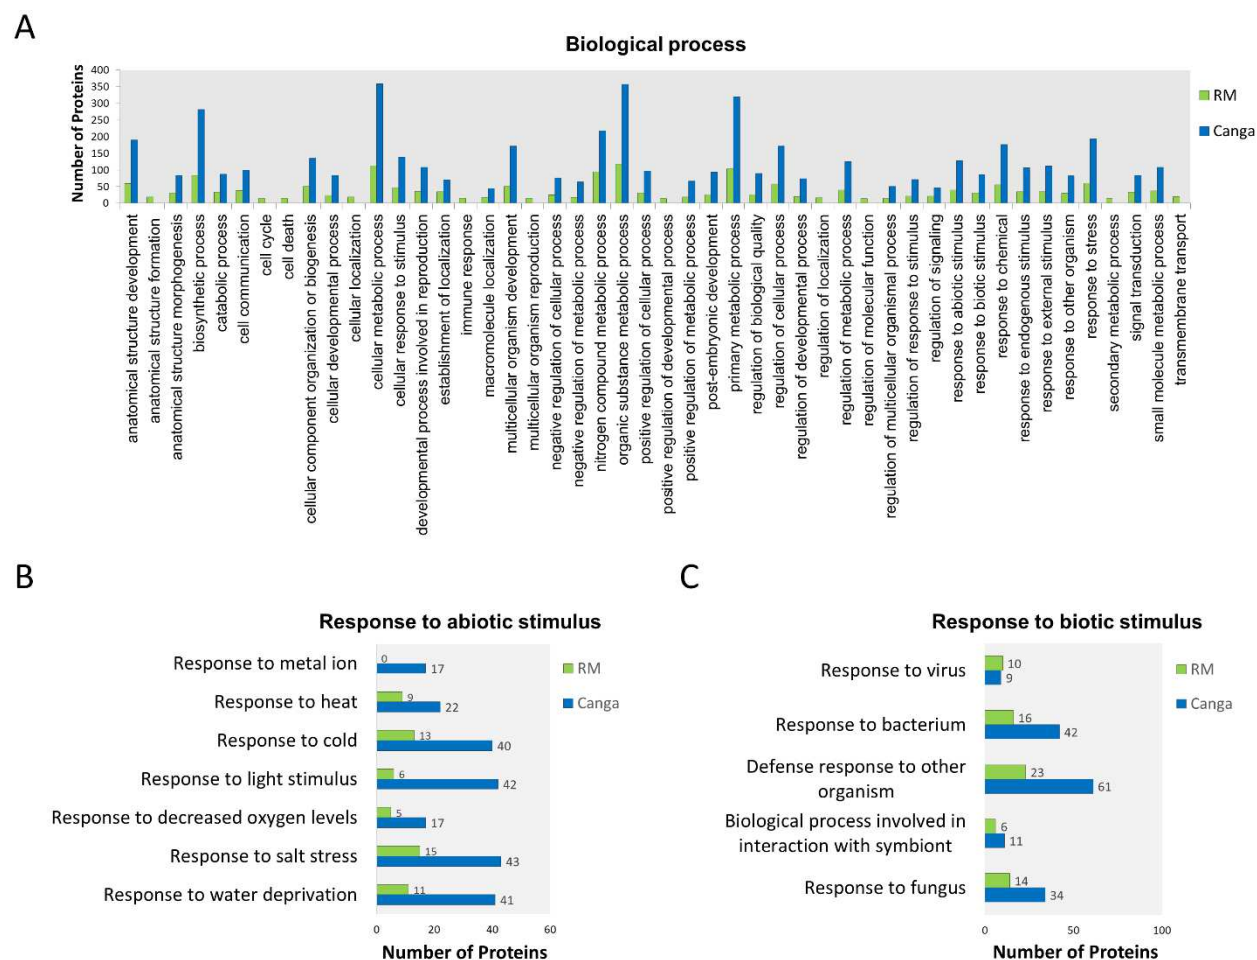 A
Biological process
Number of Proteins
400
350
300
250
200
150
100
50
0
RM
Canga
anatomical structure development
anatomical structure formation
anatomical structure morphogenesis
biosynthetic process
catabolic process
cell communication
cell cycle
cell death
cellular component organization or biogenesis
cellular developmental process
cellular localization
cellular metabolic process
cellular response to stimulus
developmental process involved in reproduction
establishment of localization
immune response
macromolecule localization
multicellular organism development
multicellular organism reproduction
negative regulation of cellular process
negative regulation of metabolic process
nitrogen compound metabolic process
organic substance metabolic process
positive regulation of cellular process
positive regulation of developmental process
positive regulation of metabolic process
post-embryonic development
primary metabolic process
regulation of biological quality
regulation of cellular process
regulation of developmental process
regulation of localization
regulation of metabolic process
regulation of molecular function
regulation of multicellular organismal process
regulation of response to stimulus
regulation of signaling
response to abiotic stimulus
response to biotic stimulus
response to chemical
response to endogenous stimulus
response to external stimulus
response to other organism
response to stress
secondary metabolic process
signal transduction
small molecule metabolic process
transmembrane transport
B
Response to abiotic stimulus
Response to metal ion
0
17
Response to heat
9
22
Response to cold
13
40
Response to light stimulus
6
42
Response to decreased oxygen levels
5
17
Response to salt stress
15
43
Response to water deprivation
11
41
0
20
40
60
Number of Proteins
RM
Canga
C
Response to biotic stimulus
Response to virus
10
9
Response to bacterium
16
42
Defense response to other
organism
23
61
Biological process involved in
interaction with symbiont
6
11
Response to fungus
14
34
0
50
100
Number of Proteins
RM
Canga